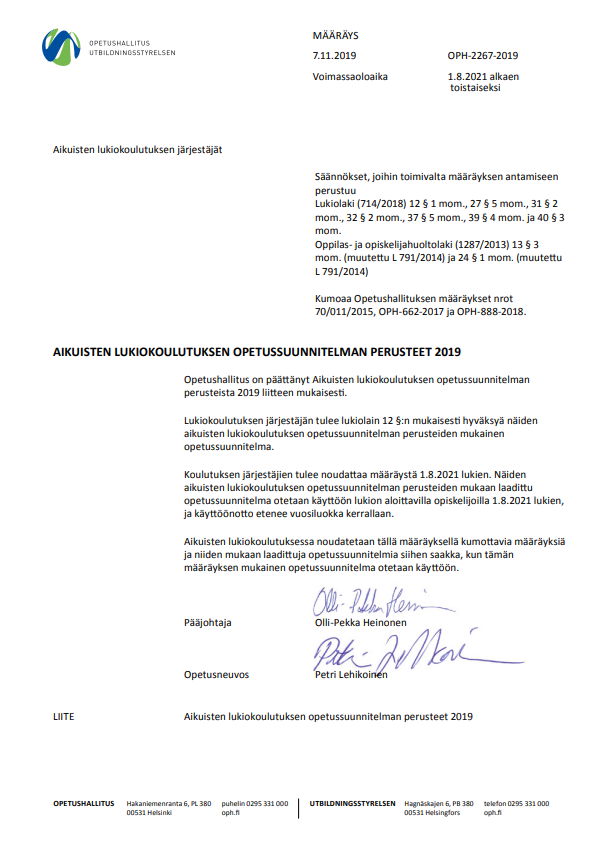 OPETUSHALLITUS
UTBILDNINGSSTYRELSEN
MÄÄRÄYS
7.11.2019 OPH-2267-2019
Voimassaoloaika 1.8.2021 alkaen
toistaiseksi
Aikuisten lukiokoulutuksen järjestäjät
Säännökset, joihin toimivalta määräyksen antamiseen
perustuu
Lukiolaki (714/2018) 12 § 1 mom., 27 § 5 mom., 31 § 2
mom., 32 § 2 mom., 37 § 5 mom., 39 § 4 mom. ja 40 § 3
mom.
Oppilas- ja opiskelijahuoltolaki (1287/2013) 13 § 3
mom. (muutettu L 791/2014) ja 24 § 1 mom. (muutettu
L 791/2014)
Kumoaa Opetushallituksen määräykset nrot
70/011/2015, OPH-662-2017 ja OPH-888-2018.
AIKUISTEN LUKIOKOULUTUKSEN OPETUSSUUNNITELMAN PERUSTEET 2019
Opetushallitus on päättänyt Aikuisten lukiokoulutuksen opetussuunnitelman
perusteista 2019 liitteen mukaisesti.
Lukiokoulutuksen järjestäjän tulee lukiolain 12 §:n mukaisesti hyväksyä näiden
aikuisten lukiokoulutuksen opetussuunnitelman perusteiden mukainen
opetussuunnitelma.
Koulutuksen järjestäjien tulee noudattaa määräystä 1.8.2021 lukien. Näiden
aikuisten lukiokoulutuksen opetussuunnitelman perusteiden mukaan laadittu
opetussuunnitelma otetaan käyttöön lukion aloittavilla opiskelijoilla 1.8.2021 lukien,
ja käyttöönotto etenee vuosiluokka kerrallaan.
Aikuisten lukiokoulutuksessa noudatetaan tällä määräyksellä kumottavia määräyksiä
ja niiden mukaan laadittuja opetussuunnitelmia siihen saakka, kun tämän
määräyksen mukainen opetussuunnitelma otetaan käyttöön.
Olli-Pekka Heinonen
Pääjohtaja Olli-Pekka Heinonen
Petri
Opetusneuvos Petri Lehikoinen
LIITE Aikuisten lukiokoulutuksen opetussuunnitelman perusteet 2019
OPETUSHALLITUS Hakaniemenranta 6, PL 380 puhelin 0295 331 000 UTBILDNINGSSTYRELSEN Hagnäskajen 6, PB 380 telefon 0295 331 000
00531 Helsinki oph.fi 00531 Helsingfors oph.fi